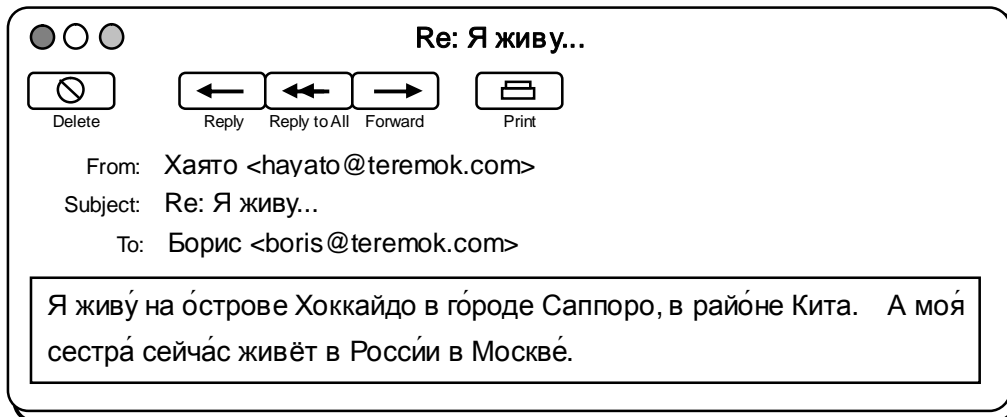 Re: Я живу...
Delete Reply Reply to All Forward Print
From: Хаято <hayato@teremok.com>
Subject: Re: Я живу...
To: Борис <boris@teremok.com>
Я живу́ на о́строве Хоккайдо в го́роде Саппоро, в райо́не Кита. А моя́
сестра́ сейча́с живёт в Росси́и в Москве́.